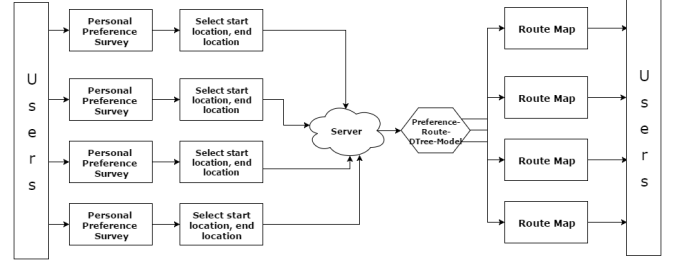 U
s
e
r
s
Personal
Preference
Survey
Select start
location, end
location
Personal
Preference
Survey
Select start
location, end
location
Personal
Preference
Survey
Select start
location, end
location
Personal
Preference
Survey
Select start
location, end
location
Server
Preference-
Route-
DTree-Model
Route Map
Route Map
Route Map
Route Map
U
s
e
r
s